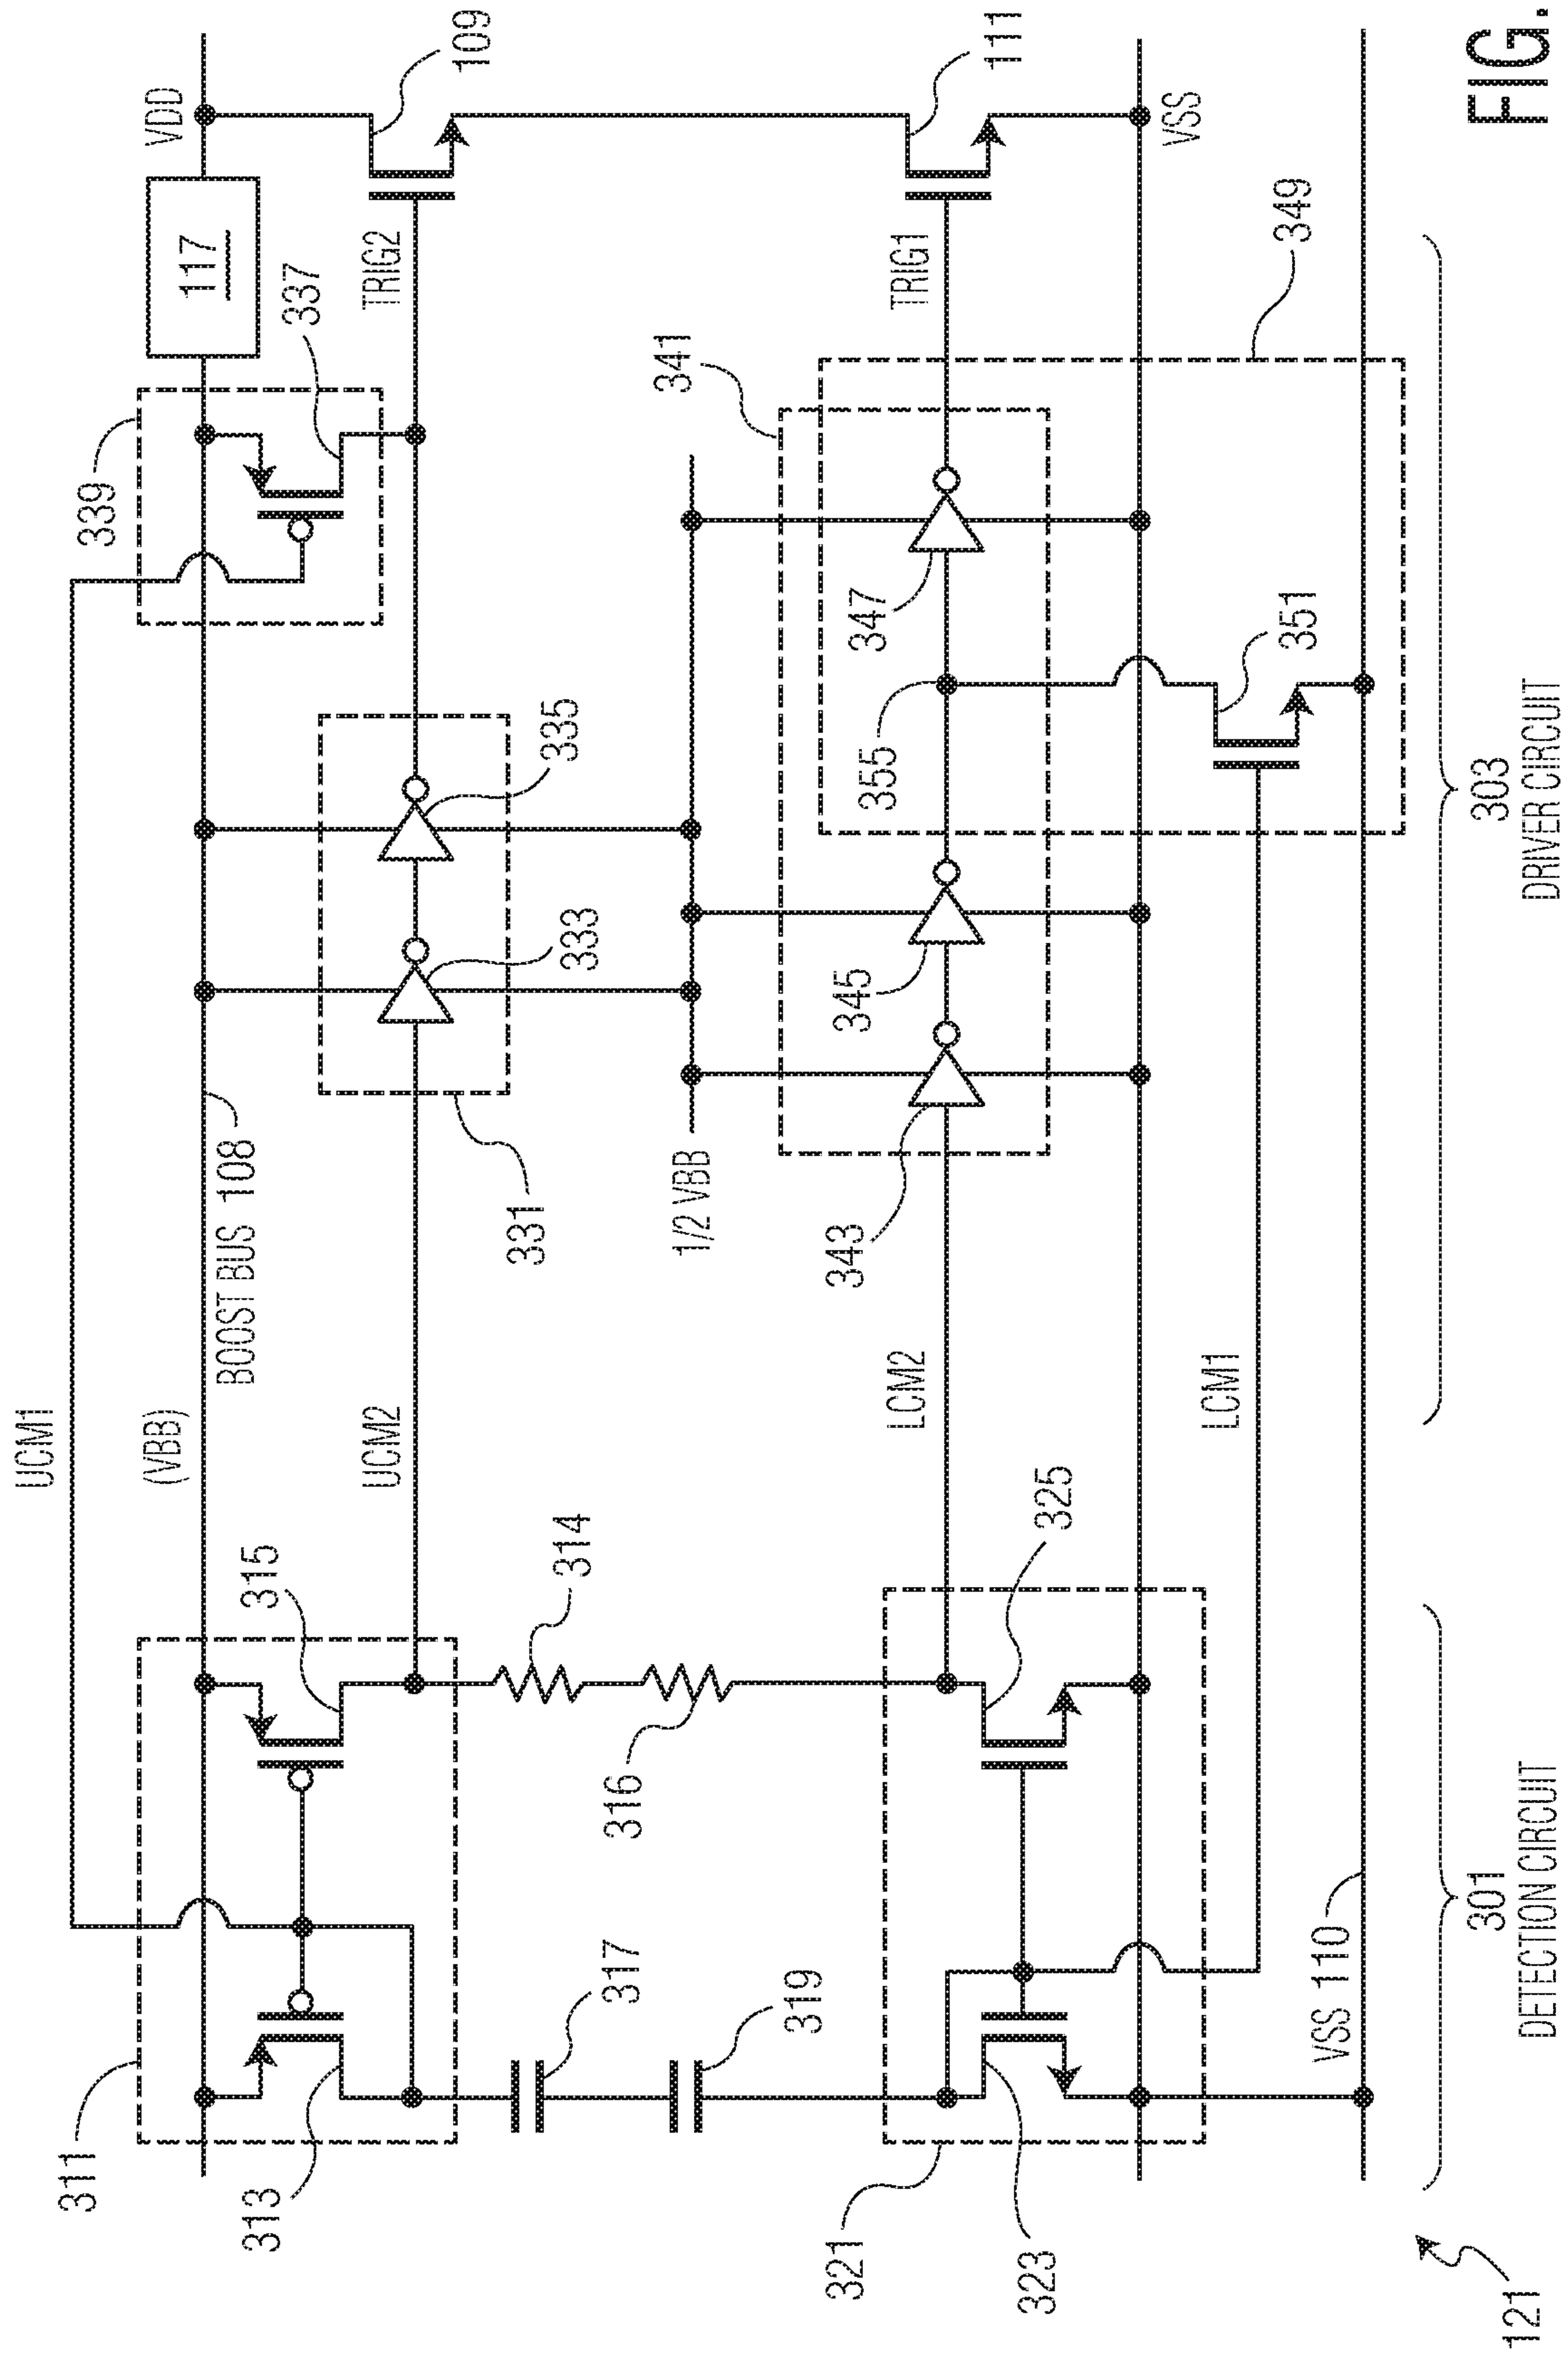 UCM1
(VBB)
BOOST BUS 108
VDD
117
339
337
109
311
313
315
UCM2
331
333
335
TRIG2
317
314
319
316
1/2 VBB
341
343
345
355
347
TRIG1
111
LCM2
321
323
325
LCM1
351
349
VSS
VSS 110
301
DETECTION CIRCUIT
303
DRIVER CIRCUIT
121
FIG.